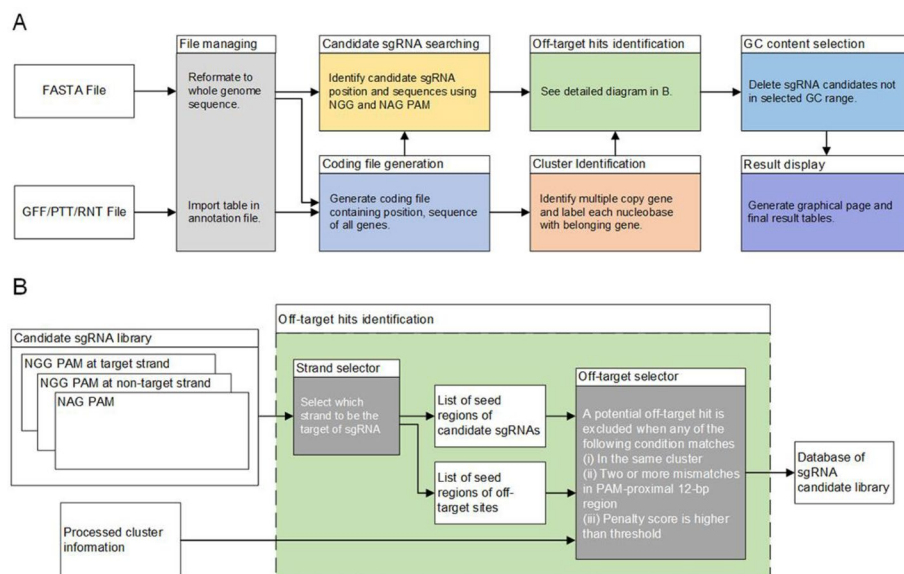 A
FASTA File
GFF/PTT/RNT File
File managing
Reformate to
whole genome
sequence.
Import table in
annotation file.
Candidate sgRNA searching
Identify candidate sgRNA
position and sequences using
NGG and NAG PAM
Coding file generation
Generate coding file
containing position, sequence
of all genes.
Off-target hits identification
See detailed diagram in B.
Cluster Identification
Identify multiple copy gene
and label each nucleobase
with belonging gene.
GC content selection
Delete sgRNA candidates not
in selected GC range.
Result display
Generate graphical page and
final result tables.
B
Candidate sgRNA library
NGG PAM at target strand
NGG PAM at non-target strand
NAG PAM
Processed cluster
information
Off-target hits identification
Strand selector
Select which
strand to be the
target of sgRNA
List of seed
regions of
candidate sgRNAs
List of seed
regions of off-
target sites
Off-target selector
A potential off-target hit is
excluded when any of the
following condition matches
(i) In the same cluster
(ii) Two or more mismatches
in PAM-proximal 12-bp
region
(iii) Penalty score is higher
than threshold
Database of
sgRNA
candidate library